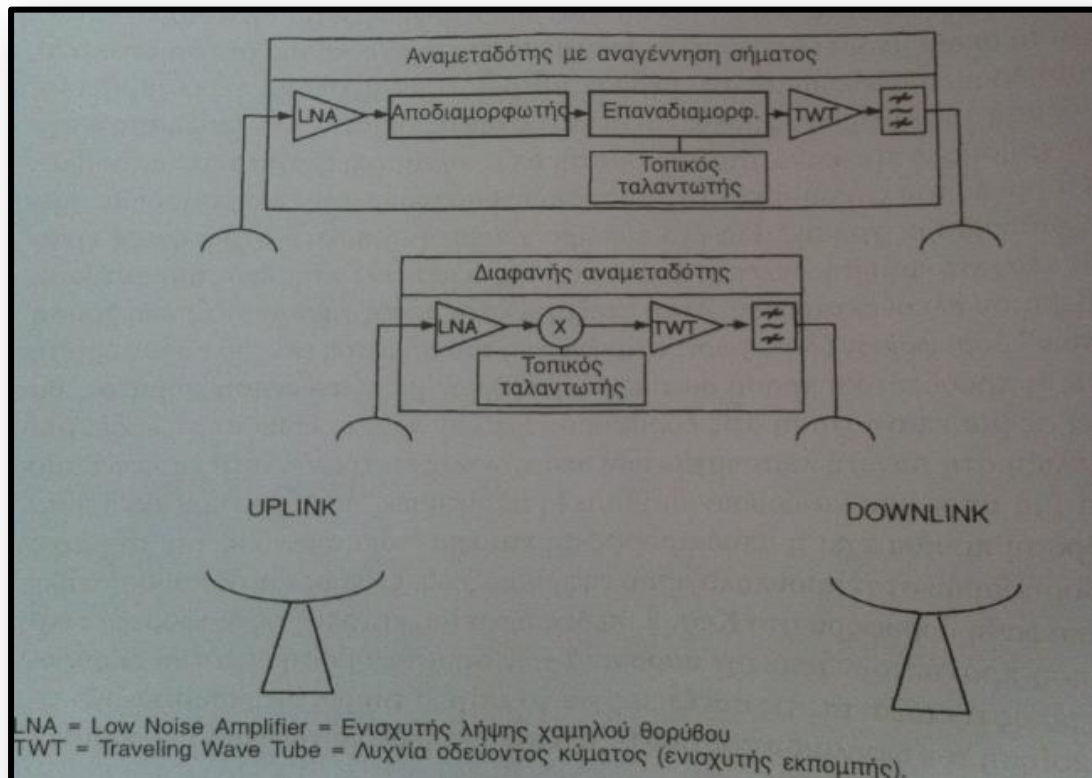 Αναμεταδότης με αναγέννηση σήματος
LNA
Αποδιαμορφωτής
Επαναδιαμορφ.
TWT
Τοπικός
ταλαντωτής
Διαφανής αναμεταδότης
LNA
X
TWT
Τοπικός
ταλαντωτής
UPLINK
DOWNLINK
LNA = Low Noise Amplifier = Ενισχυτής λήψης χαμηλού θορύβου
TWT = Traveling Wave Tube = Λυχνία οδεύοντος κύματος (ενισχυτής εκπομπής).